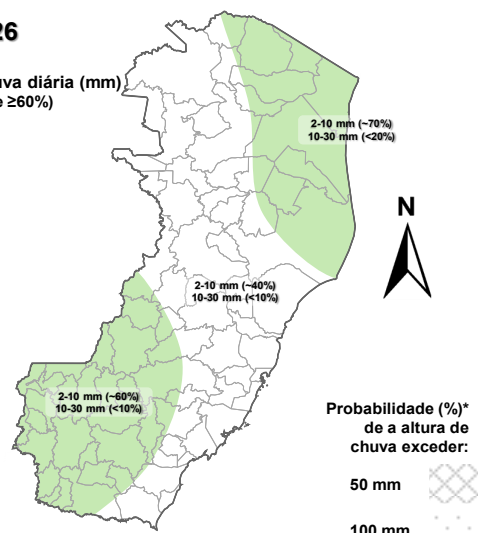 26
uva diária (mm)
e ≥60%)
2-10 mm (~70%)
10-30 mm (<20%)
N
2-10 mm (~40%)
10-30 mm (<10%)
2-10 mm (~60%)
10-30 mm (<10%)
Probabilidade (%)*
de a altura de
chuva exceder:
50 mm
100 mm